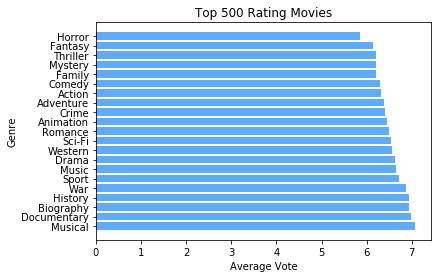 Top 500 Rating Movies
Genre
Horror
Fantasy
Thriller
Mystery
Family
Comedy
Action
Adventure
Crime
Animation
Romance
Sci-Fi
Western
Drama
Music
Sport
War
History
Biography
Documentary
Musical
0 1 2 3 4 5 6 7
Average Vote